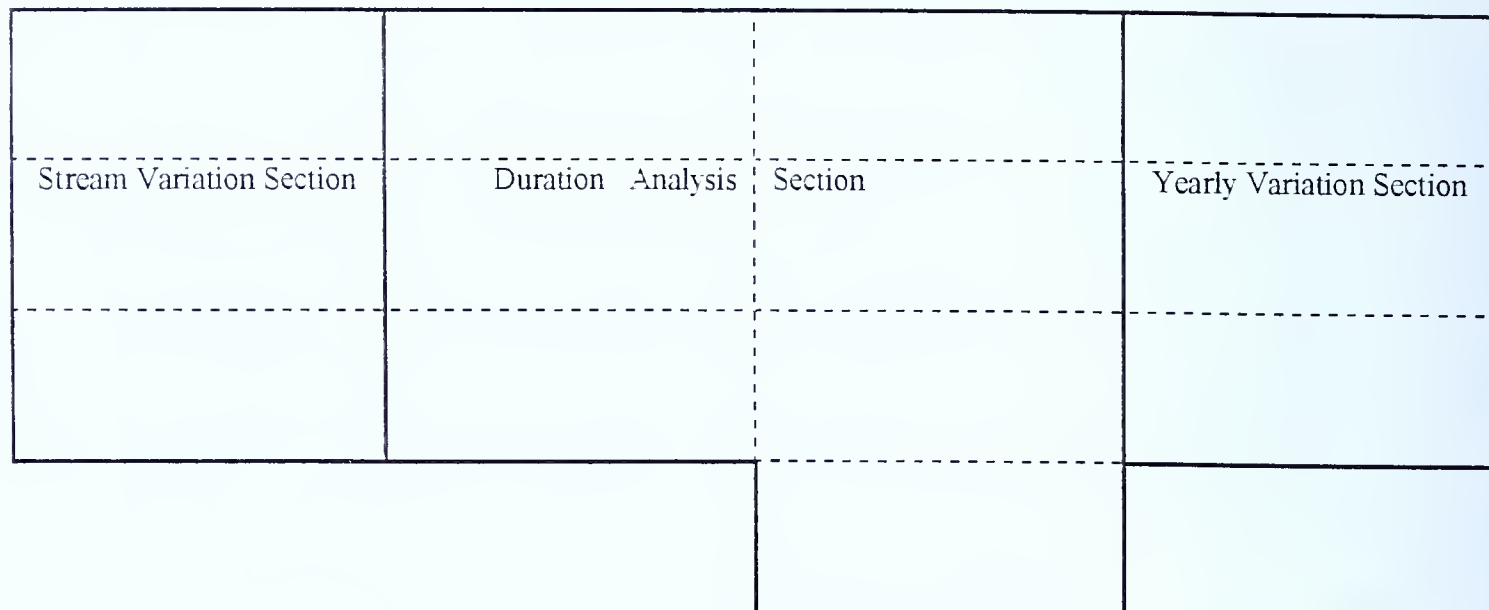 Stream Variation Section
Duration Analysis Section
Yearly Variation Section